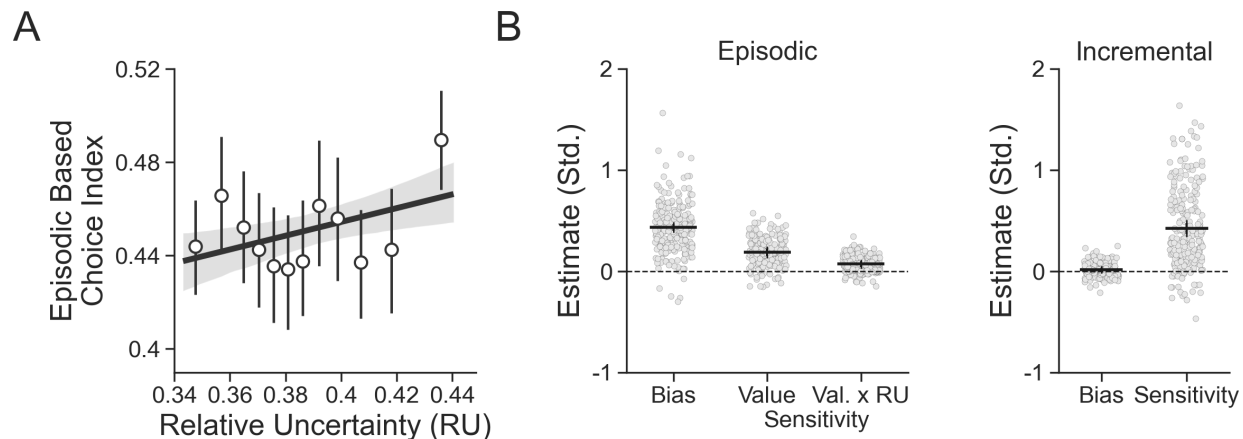 A
Episodic Based
Choice Index
0.52
0.48
0.44
0.4
0.34 0.36 0.38 0.4 0.42 0.44
Relative Uncertainty (RU)
B
Episodic
Estimate (Std.)
2
1
0
-1
Bias Value Val. x RU
Sensitivity
Incremental
Estimate (Std.)
2
1
0
-1
Bias Sensitivity